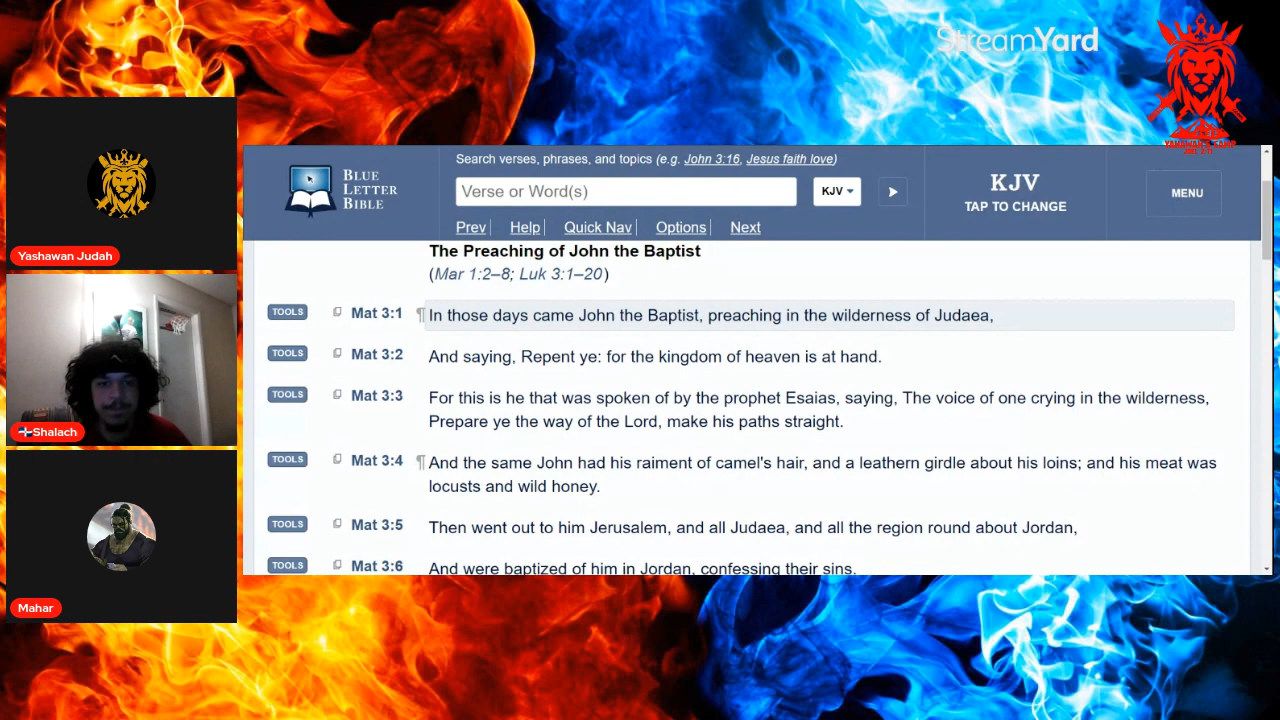 StreamYard
YAHAWAH'S CAMP
Yashawan Judah
Shalach
Mahar
BLUE
LETTER
BIBLE
Search verses, phrases, and topics (e.g. John 3:16, Jesus faith love)
Verse or Word(s)
KJV
KJV
TAP TO CHANGE
MENU
Prev Help Quick Nav Options Next
The Preaching of John the Baptist
(Mar 1:2–8; Luk 3:1–20)
TOOLS Mat 3:1 ¶ In those days came John the Baptist, preaching in the wilderness of Judaea,
TOOLS Mat 3:2 And saying, Repent ye: for the kingdom of heaven is at hand.
TOOLS Mat 3:3 For this is he that was spoken of by the prophet Esaias, saying, The voice of one crying in the wilderness,
Prepare ye the way of the Lord, make his paths straight.
TOOLS Mat 3:4 ¶ And the same John had his raiment of camel's hair, and a leathern girdle about his loins; and his meat was
locusts and wild honey.
TOOLS Mat 3:5 Then went out to him Jerusalem, and all Judaea, and all the region round about Jordan,
TOOLS Mat 3:6 And were baptized of him in Jordan, confessing their sins.